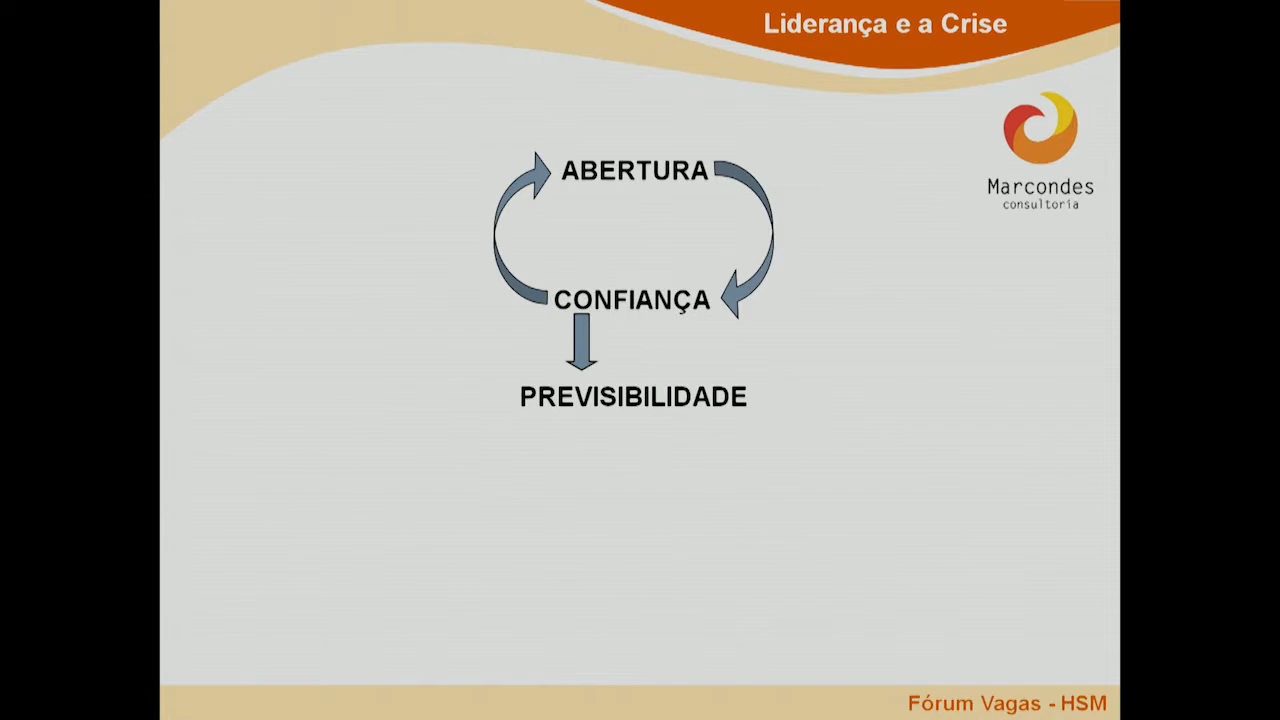 Liderança e a Crise
Marcondes
consultoria
ABERTURA
CONFIANÇA
PREVISIBILIDADE
Fórum Vagas - HSM